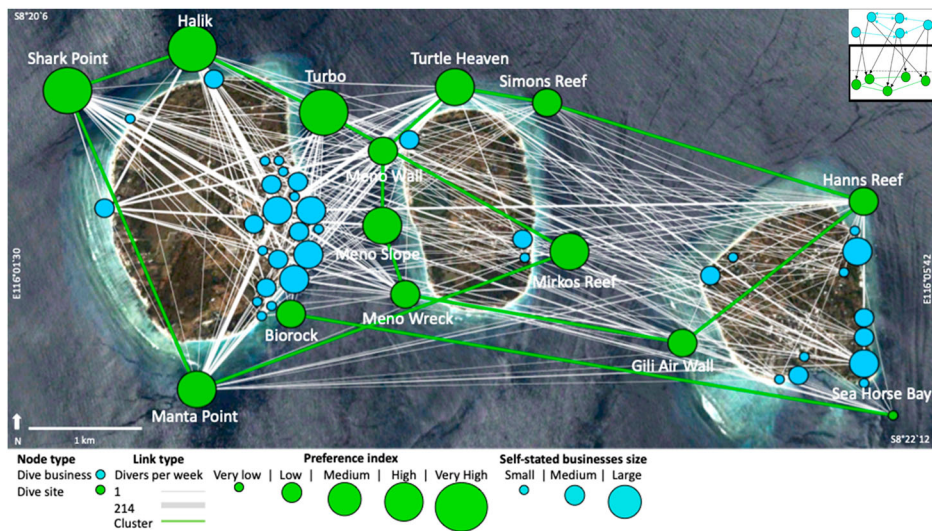 S8°20`6
Halik
Shark Point
Turbo
Turtle Heaven
Simons Reef
Meno Wall
Hanns Reef
Meno Slope
Mirkos Reef
E116°01`30
E116°05`42
Biorock
Meno Wreck
Gili Air Wall
Manta Point
Sea Horse Bay
N
1 km
S8°22`12
Node type
Dive business
Dive site
Link type
Divers per week
1
214
Cluster
Preference index
Very low | Low | Medium | High | Very High
Self-stated businesses size
Small | Medium | Large